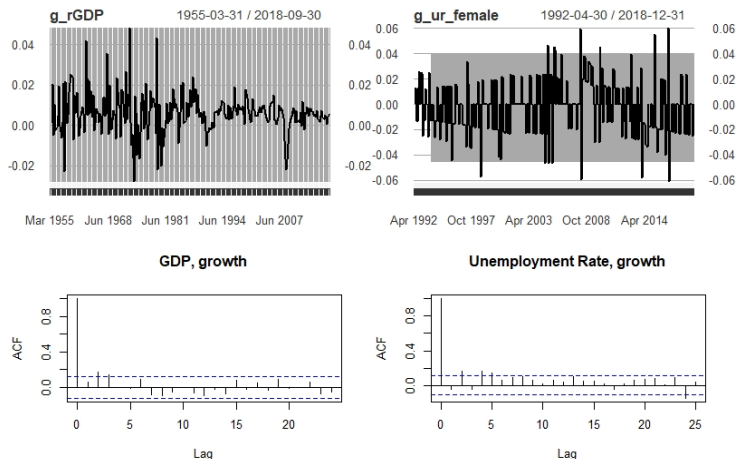 g_rGDP 1955-03-31 / 2018-09-30
0.04 0.04
0.02 0.02
0.00 0.00
-0.02 -0.02
Mar 1955 Jun 1968 Jun 1981 Jun 1994 Jun 2007
g_ur_female 1992-04-30 / 2018-12-31
0.06 0.06
0.04 0.04
0.02 0.02
0.00 0.00
-0.02 -0.02
-0.04 -0.04
-0.06 -0.06
Apr 1992 Oct 1997 Apr 2003 Oct 2008 Apr 2014
GDP, growth
ACF
0.8
0.4
0.0
0 5 10 15 20
Lag
Unemployment Rate, growth
ACF
0.8
0.4
0.0
0 5 10 15 20 25
Lag